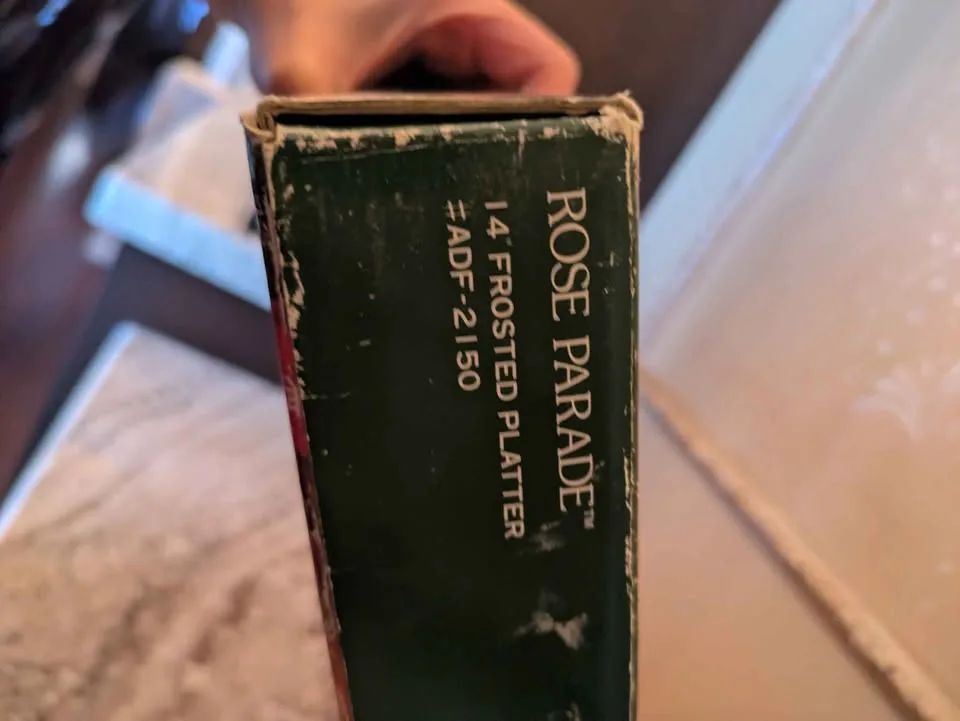 ROSE PARADE™
14" FROSTED PLATTER
#ADF-2150